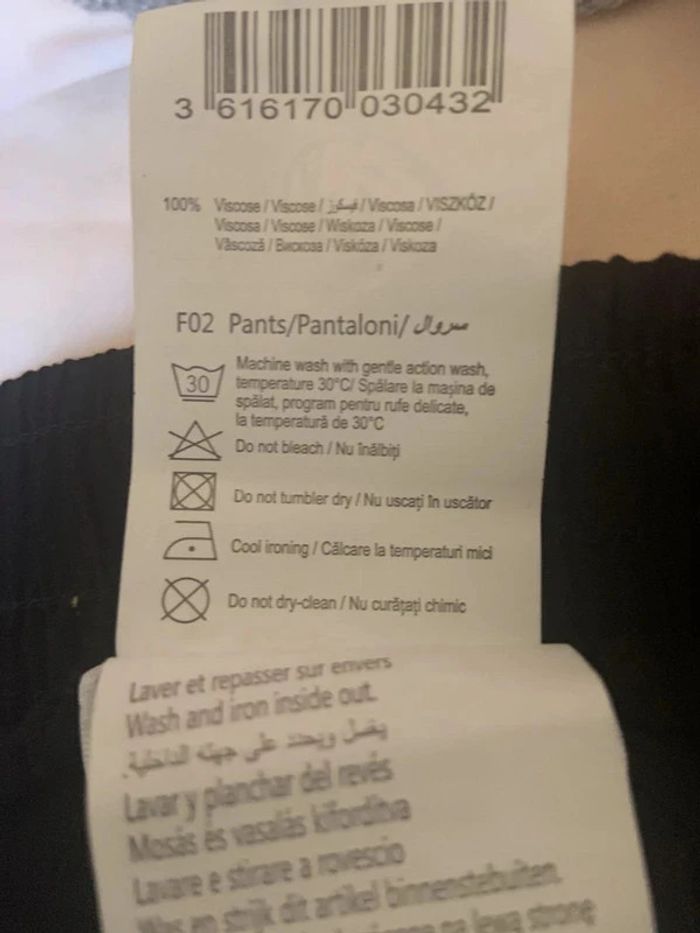 3 616170 030432
100% Viscose / Viscose / فيسكوز / Viscosa / VISZKÓZ /
Viscosa / Viscose / Wiskoza / Viscose /
Vâscoză / Вискоза / Viskóza / Viskoza
F02 Pants/Pantaloni/ سروال
30
Machine wash with gentle action wash,
temperature 30°C/ Spălare la mașina de
spălat, program pentru rufe delicate,
la temperatură de 30°C
Do not bleach / Nu înălbiți
Do not tumbler dry / Nu uscați în uscător
Cool ironing / Călcare la temperaturi mici
Do not dry-clean / Nu curățați chimic
Laver et repasser sur envers
Wash and iron inside out.
على جهته الداخلية.
Lavar y planchar del revés
Mosás és vasalás kifordítva
Lavare e stirare a rovescio
Was en strijk dit artikel binnenstebuiten.
na lewą stronę